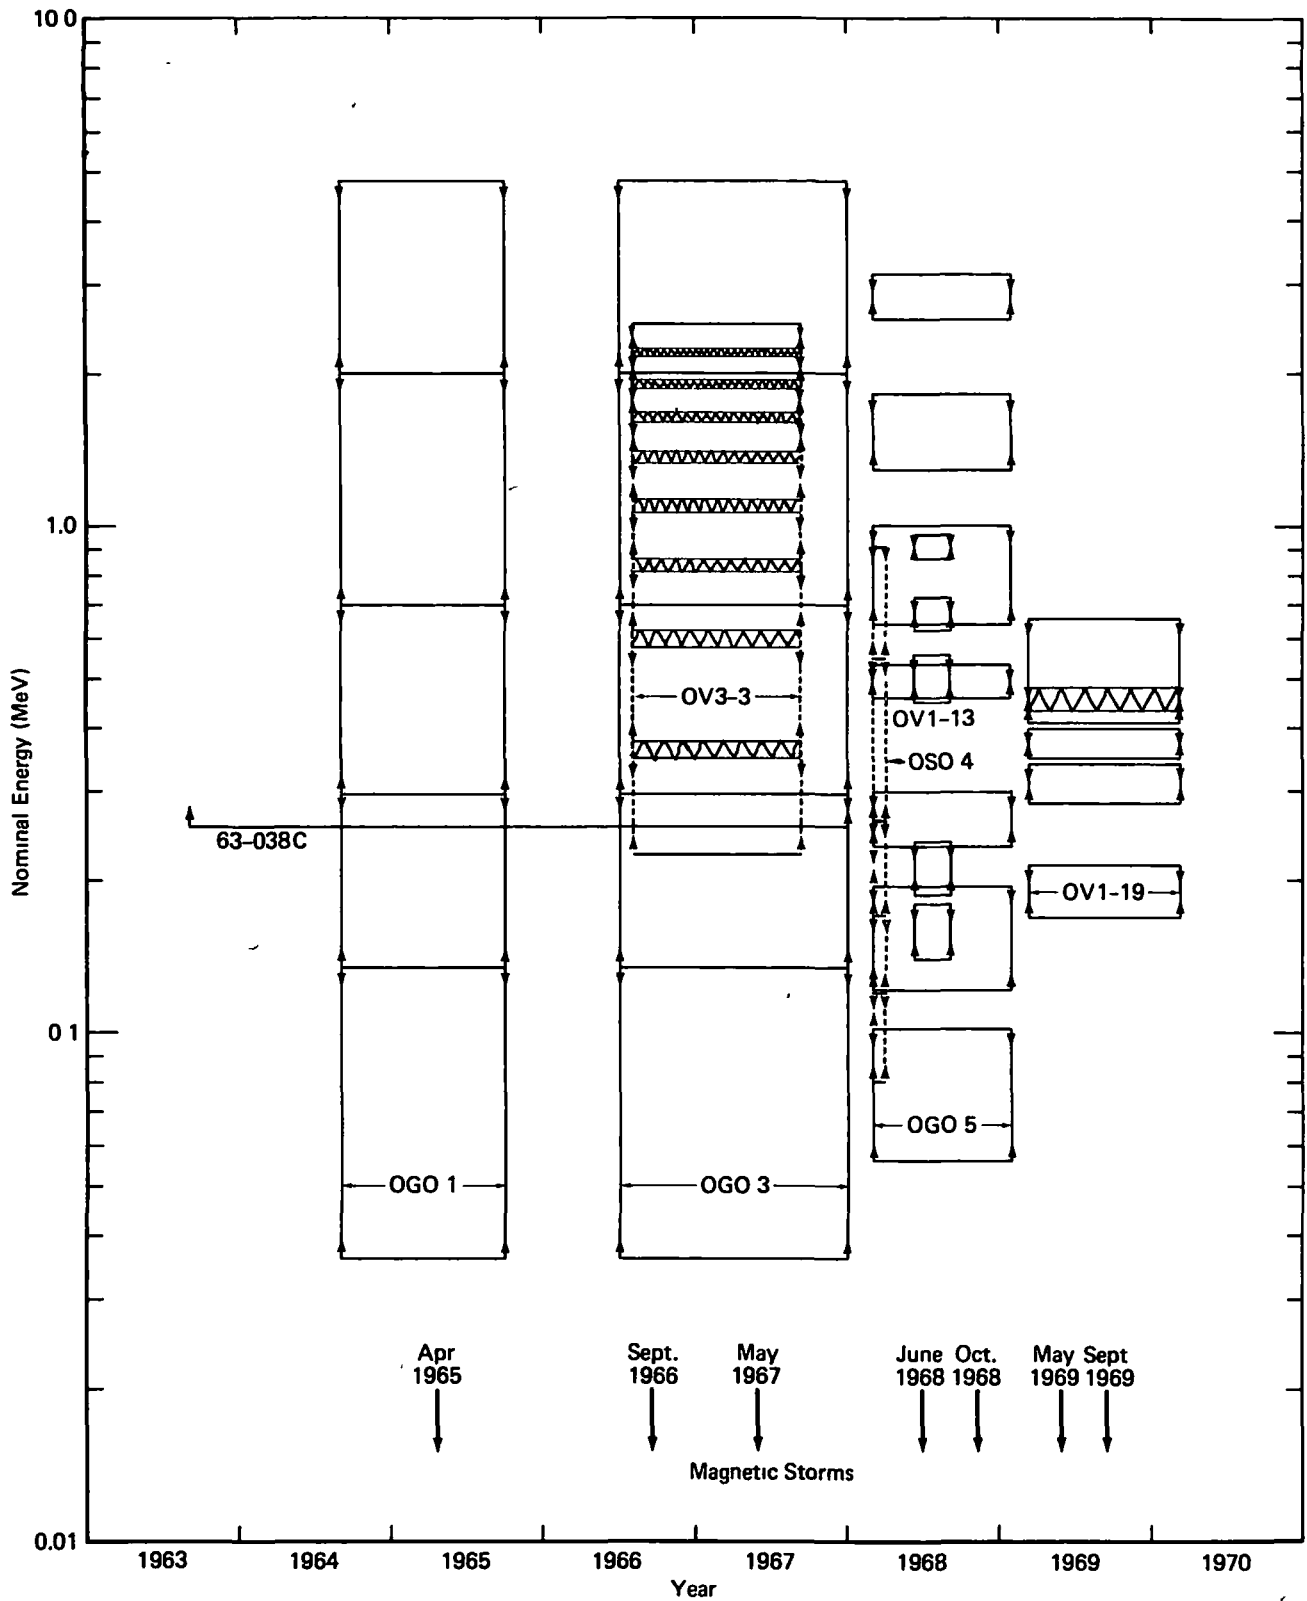 10 0
1.0
0 1
0.01
Nominal Energy (MeV)
63-038C
OV3-3
OV1-13
OSO 4
OV1-19
OGO 5
OGO 1
OGO 3
Apr
1965
Sept.
1966
May
1967
June
1968
Oct.
1968
May
1969
Sept
1969
Magnetic Storms
1963 1964 1965 1966 1967 1968 1969 1970
Year